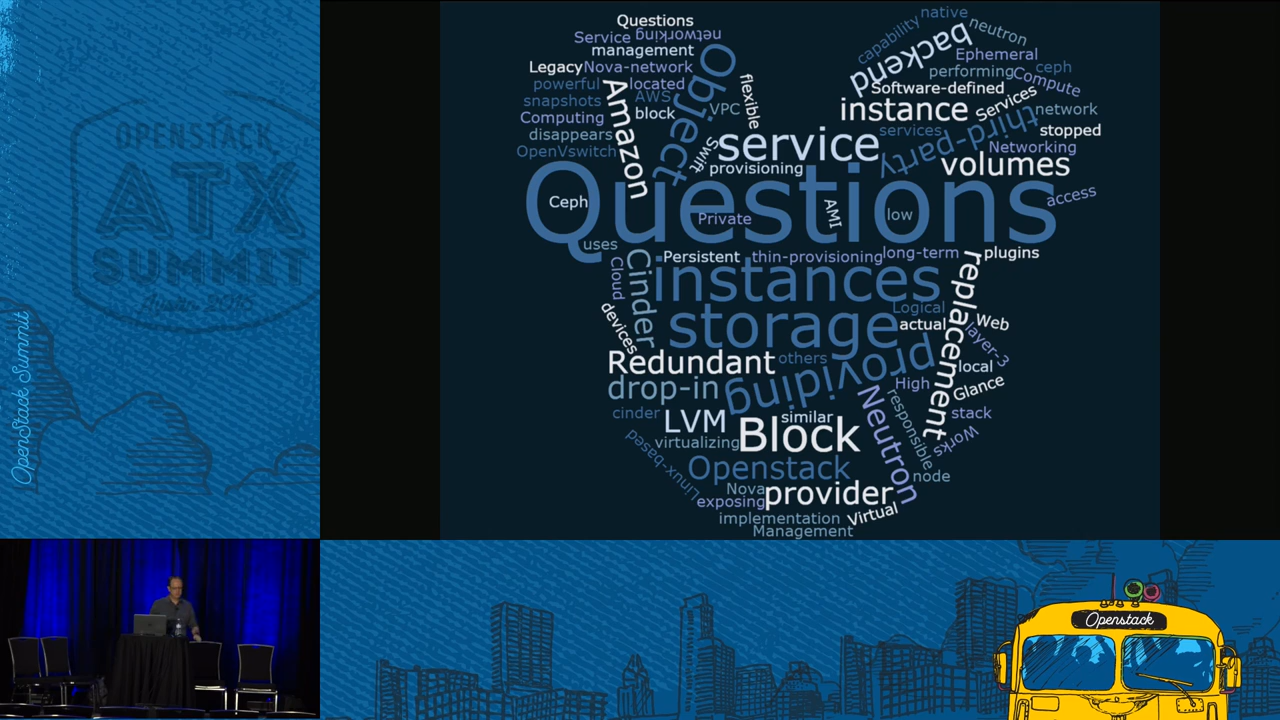 OPENSTACK
ATX
SUMMIT
Austin 2016
OpenStack Summit
Questions
Service
networking
management
Legacy
Nova-network
powerful
located
snapshots
AWS
Computing
block
disappears
OpenVswitch
Amazon
Object
VPC
flexible
Swift
service
provisioning
native
capability
backend
neutron
Ephemeral
performing
ceph
Compute
Software-defined
instance
Services
network
services
third-party
stopped
Networking
volumes
access
Questions
Ceph
Private
AMI
low
uses
Persistent
thin-provisioning
long-term
plugins
Cloud
Cinder
instances
replacement
devices
storage
Logical
actual
Web
layer-3
Redundant
others
providing
local
drop-in
High
Glance
cinder
LVM
similar
Neutron
responsible
stack
virtualizing
Block
Works
Linux-based
Openstack
node
Nova
exposing
provider
implementation
Virtual
Management
Openstack